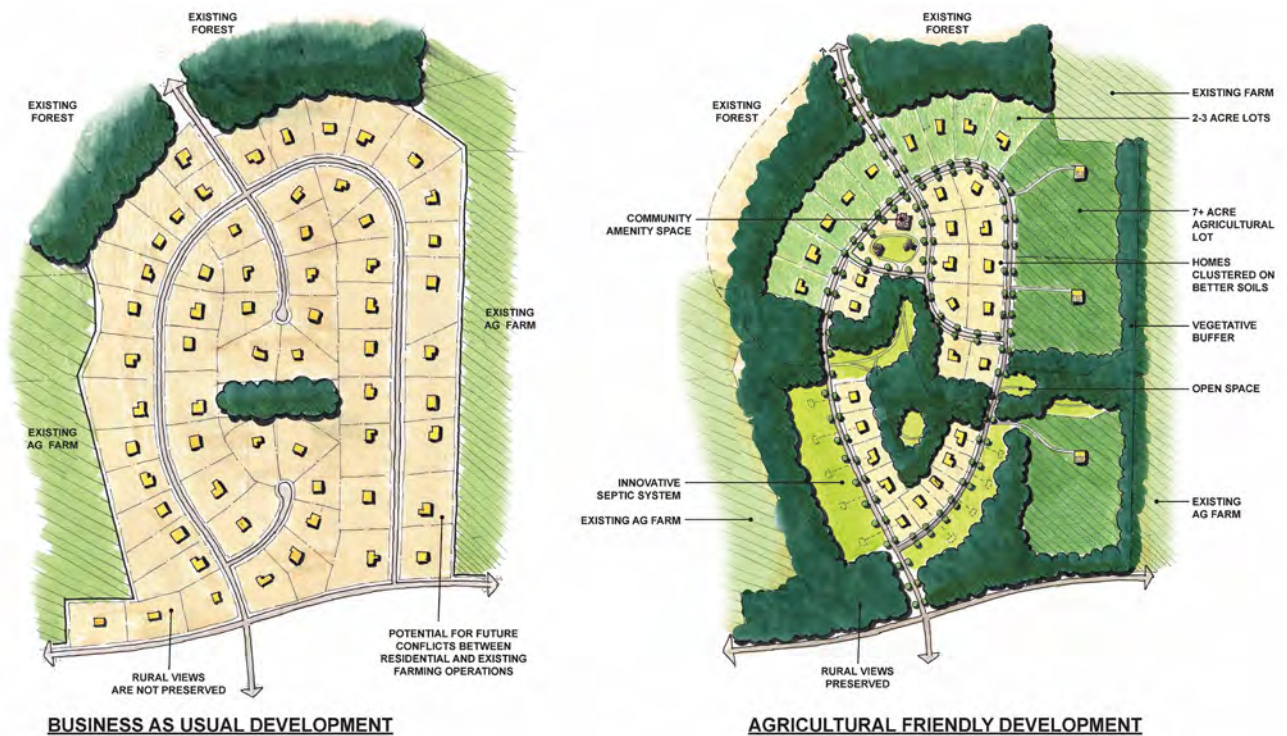 EXISTING
FOREST
EXISTING
FOREST
EXISTING
AG FARM
EXISTING
AG FARM
RURAL VIEWS
ARE NOT PRESERVED
POTENTIAL FOR FUTURE
CONFLICTS BETWEEN
RESIDENTIAL AND EXISTING
FARMING OPERATIONS
BUSINESS AS USUAL DEVELOPMENT
EXISTING
FOREST
EXISTING
FOREST
EXISTING FARM
2-3 ACRE LOTS
COMMUNITY
AMENITY SPACE
7+ ACRE
AGRICULTURAL
LOT
HOMES
CLUSTERED ON
BETTER SOILS
VEGETATIVE
BUFFER
OPEN SPACE
INNOVATIVE
SEPTIC SYSTEM
EXISTING AG FARM
EXISTING
AG FARM
RURAL VIEWS
PRESERVED
AGRICULTURAL FRIENDLY DEVELOPMENT